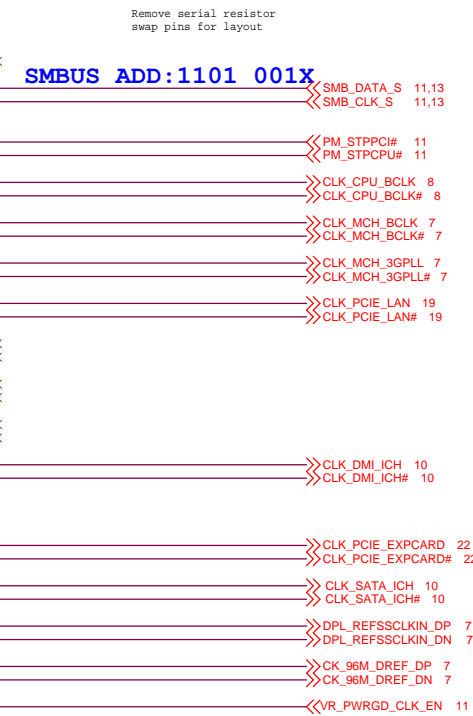 Remove serial resistor
swap pins for layout
SMBUS ADD:1101 001X
SMB_DATA_S 11,13
SMB_CLK_S 11,13
PM_STPPCI# 11
PM_STPCPU# 11
CLK_CPU_BCLK 8
CLK_CPU_BCLK# 8
CLK_MCH_BCLK 7
CLK_MCH_BCLK# 7
CLK_MCH_3GPLL 7
CLK_MCH_3GPLL# 7
CLK_PCIE_LAN 19
CLK_PCIE_LAN# 19
CLK_DMI_ICH 10
CLK_DMI_ICH# 10
CLK_PCIE_EXPCARD 22
CLK_PCIE_EXPCARD# 22
CLK_SATA_ICH 10
CLK_SATA_ICH# 10
DPL_REFSSCLKIN_DP 7
DPL_REFSSCLKIN_DN 7
CK_96M_DREF_DP 7
CK_96M_DREF_DN 7
VR_PWRGD_CLK_EN 11